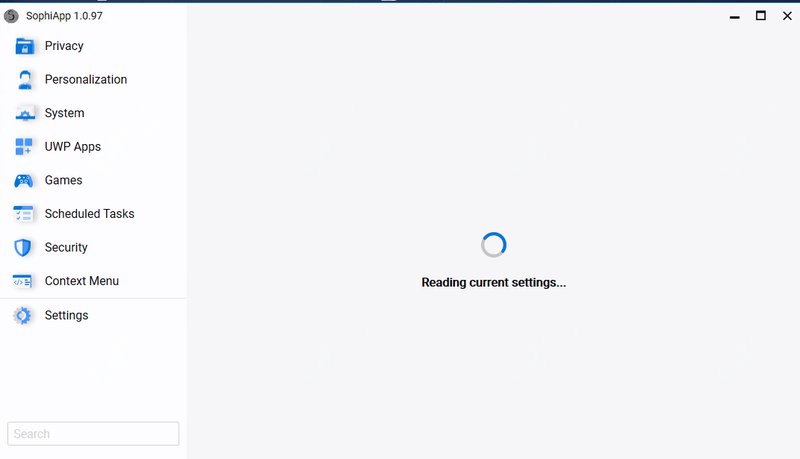 SophiApp 1.0.97
Privacy
Personalization
System
UWP Apps
Games
Scheduled Tasks
Security
Context Menu
Settings
Search
Reading current settings...